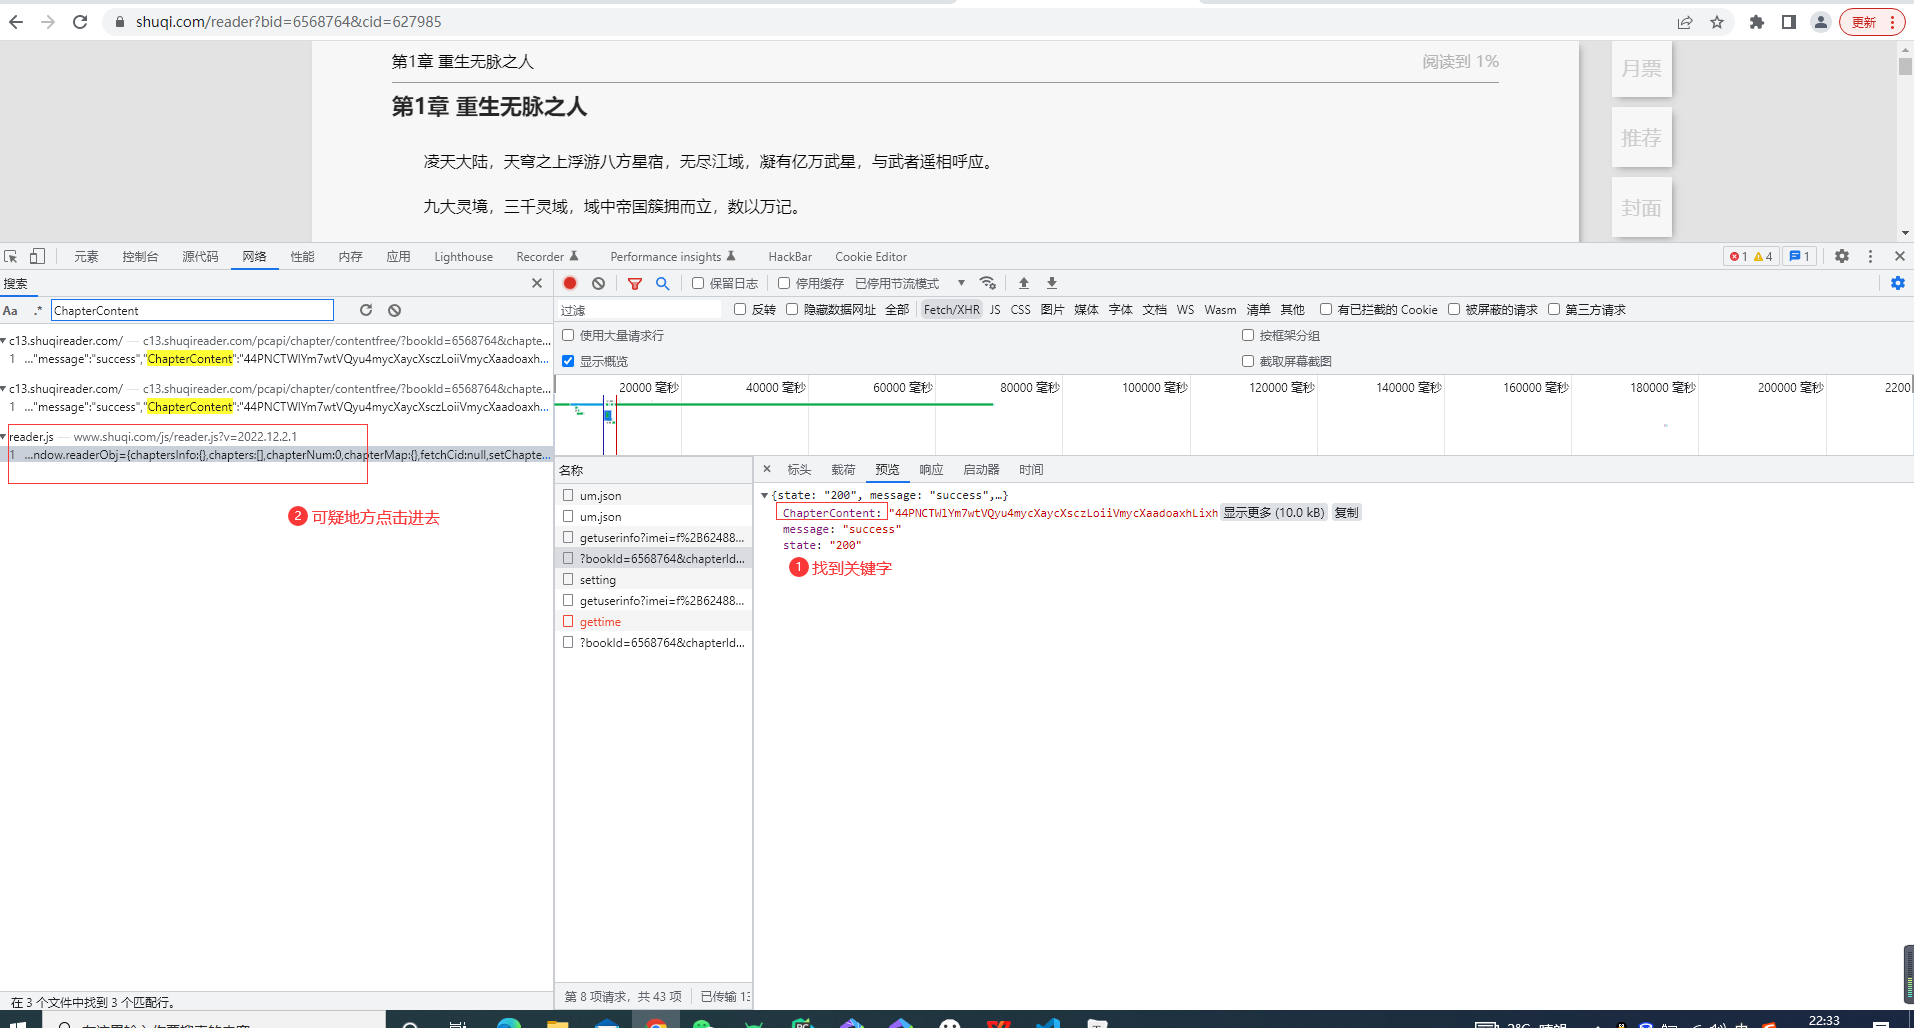 shuqi.com/reader?bid=6568764&cid=627985
更新
第1章 重生无脉之人
阅读到 1%
月票
第1章 重生无脉之人
推荐
凌天大陆，天穹之上浮游八方星宿，无尽江域，凝有亿万武星，与武者遥相呼应。
九大灵境，三千灵域，域中帝国簇拥而立，数以万记。
封面
元素 控制台 源代码 网络 性能 内存 应用 Lighthouse Recorder Performance insights HackBar Cookie Editor
1 4 1
搜索
保留日志 停用缓存 已停用节流模式
Aa .* ChapterContent
过滤 反转 隐藏数据网址 全部 Fetch/XHR JS CSS 图片 媒体 字体 文档 WS Wasm 清单 其他 有已拦截的 Cookie 被屏蔽的请求 第三方请求
使用大量请求行 按框架分组
显示概览 截取屏幕截图
c13.shuqireader.com/ — c13.shuqireader.com/pcapi/chapter/contentfree/?bookId=6568764&chapte...
1 ..."message":"success","ChapterContent":"44PNCTWlYm7wtVQyu4mycXaycXsczLoiiVmycXaadoaxh...
c13.shuqireader.com/ — c13.shuqireader.com/pcapi/chapter/contentfree/?bookId=6568764&chapte...
1 ..."message":"success","ChapterContent":"44PNCTWlYm7wtVQyu4mycXaycXsczLoiiVmycXaadoaxh...
reader.js — www.shuqi.com/js/reader.js?v=2022.12.2.1
1 ...ndow.readerObj={chaptersInfo:{},chapters:[],chapterNum:0,chapterMap:{},fetchCid:null,setChapte...
2 可疑地方点击进去
20000 毫秒 40000 毫秒 60000 毫秒 80000 毫秒 100000 毫秒 120000 毫秒 140000 毫秒 160000 毫秒 180000 毫秒 200000 毫秒 2200
名称
um.json
um.json
getuserinfo?imei=f%2B62488...
?bookId=6568764&chapterId...
setting
getuserinfo?imei=f%2B62488...
gettime
?bookId=6568764&chapterId...
标头 载荷 预览 响应 启动器 时间
{state: "200", message: "success",…}
ChapterContent: "44PNCTWlYm7wtVQyu4mycXaycXsczLoiiVmycXaadoaxhLixh 显示更多 (10.0 kB) 复制
message: "success"
state: "200"
1 找到关键字
在 3 个文件中找到 3 个匹配行。
第 8 项请求，共 43 项 已传输 13
22:33